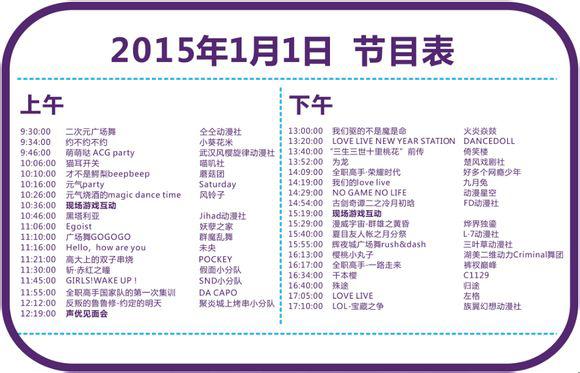 2015年1月1日 节目表
上午
9:30:00 二次元广场舞 仝仝动漫社
9:34:00 约不约不约 小葵花米
9:46:00 萌萌哒 ACG party 武汉风樱旋律动漫社
10:06:00 猫耳开关 喵叽社
10:10:00 才不是鳄梨beepbeep 蘑菇团
10:16:00 元气party Saturday
10:26:00 元气烧酒的magic dance time 风铃子
10:36:00 现场游戏互动
10:46:00 黑塔利亚 Jihad动漫社
11:06:00 Egoist 妖孽之家
11:10:00 广场舞GOGOGO 群魔乱舞
11:16:00 Hello，how are you 未央
11:21:00 高大上的双子串烧 POCKEY
11:30:00 斩·赤红之瞳 假面小分队
11:45:00 GIRLS!WAKE UP！ SND小分队
11:55:00 全职高手国家队的第一次集训 DA CAPO
12:12:00 反叛的鲁鲁修-约定的明天 聚炎城上烤串小分队
12:19:00 声优见面会
下午
13:00:00 我们驱的不是魔是命 火炎焱燚
13:20:00 LOVE LIVE NEW YEAR STATION DANCEDOLL
13:40:00 “三生三世十里桃花”前传 倚笑楼
13:52:00 为龙 楚风戏剧社
14:09:00 全职高手·荣耀时代 好多个网瘾少年
14:19:00 我们的love live 九月兔
14:29:00 NO GAME NO LIFE 动漫星空
14:54:00 古剑奇谭二之冷月初晗 FD动漫社
15:19:00 现场游戏互动
15:29:00 漫威宇宙·群雄之黄昏 烨界独鎏
15:40:00 夏目友人帐之月分祭 L-7动漫社
15:55:00 辉夜城广场舞rush&dash 三叶草动漫社
16:13:00 樱桃小丸子 湖美二维动力Criminal舞团
16:17:00 全职高手·一路走来 裤衩巅峰
16:34:00 千本樱 C1129
16:40:00 殊途 归途
17:05:00 LOVE LIVE 左格
17:10:00 LOL-宝藏之争 族翼幻想动漫社